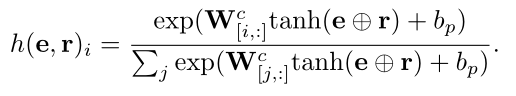 h(\mathbf{e}, \mathbf{r})_i = \frac{\exp(\mathbf{W}^c_{[i,:]}\tanh(\mathbf{e} \oplus \mathbf{r}) + b_p)}{\sum_j \exp(\mathbf{W}^c_{[j,:]}\tanh(\mathbf{e} \oplus \mathbf{r}) + b_p)}.